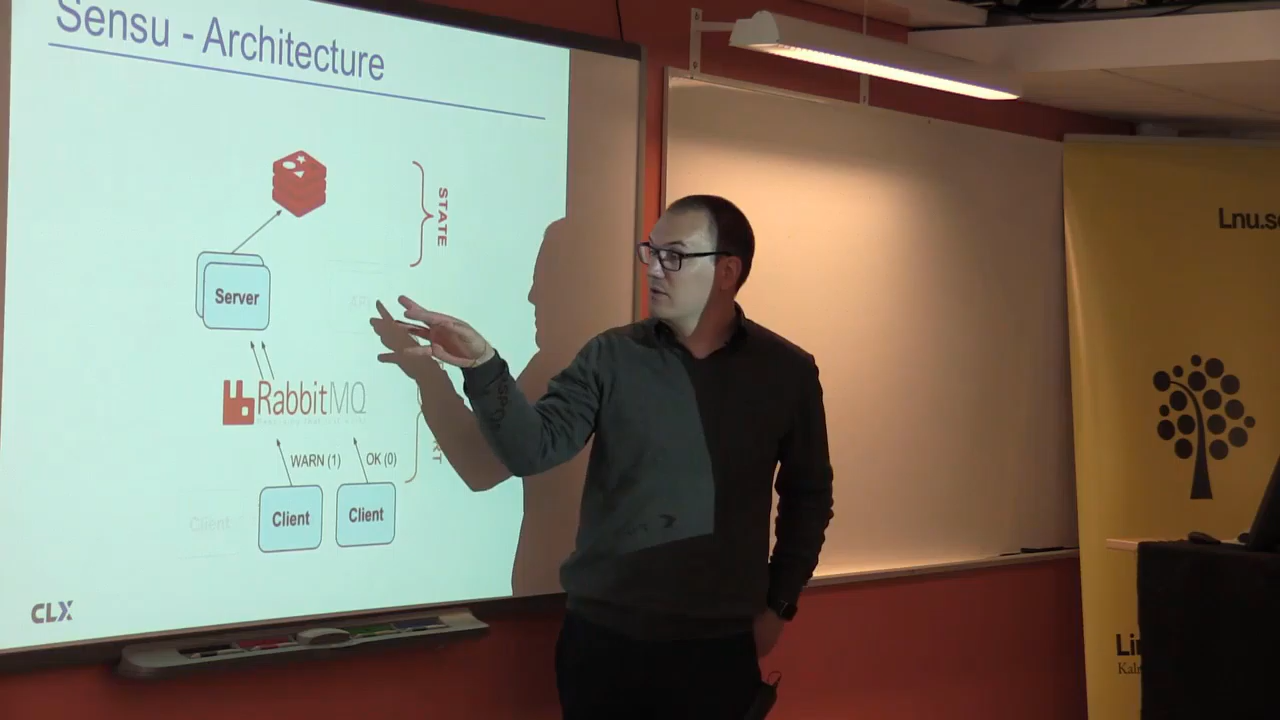 Sensu - Architecture
STATE
Server
RabbitMQ
WARN (1)
OK (0)
Client
Client
Client
CLX
Lnu.se